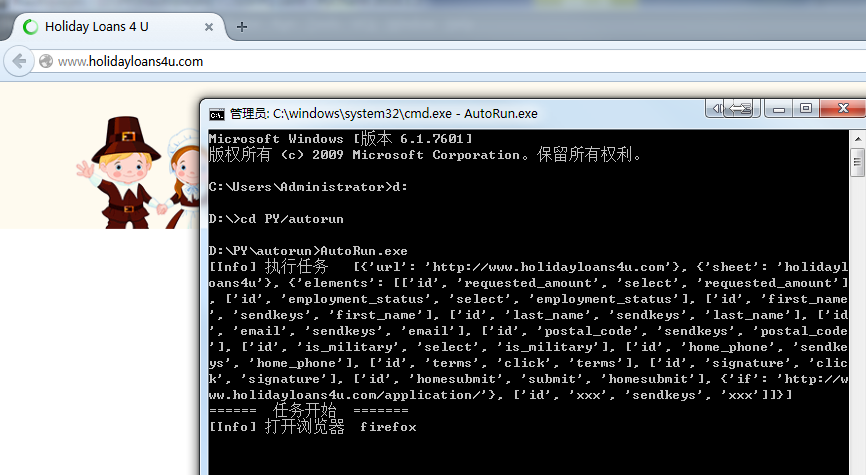 Holiday Loans 4 U
www.holidayloans4u.com
管理员: C:\windows\system32\cmd.exe - AutoRun.exe
Microsoft Windows [版本 6.1.7601]
版权所有 (c) 2009 Microsoft Corporation。保留所有权利。
C:\Users\Administrator>d:
D:\>cd PY/autorun
D:\PY\autorun>AutoRun.exe
[Info] 执行任务   [{'url': 'http://www.holidayloans4u.com'}, {'sheet': 'holidayl
oans4u'}, {'elements': [['id', 'requested_amount', 'select', 'requested_amount']
, ['id', 'employment_status', 'select', 'employment_status'], ['id', 'first_name
', 'sendkeys', 'first_name'], ['id', 'last_name', 'sendkeys', 'last_name'], ['id
', 'email', 'sendkeys', 'email'], ['id', 'postal_code', 'sendkeys', 'postal_code
'], ['id', 'is_military', 'select', 'is_military'], ['id', 'home_phone', 'sendke
ys', 'home_phone'], ['id', 'terms', 'click', 'terms'], ['id', 'signature', 'clic
k', 'signature'], ['id', 'homesubmit', 'submit', 'homesubmit'], {'if': 'http://w
ww.holidayloans4u.com/application/'}, ['id', 'xxx', 'sendkeys', 'xxx']]}]
======  任务开始  =======
[Info] 打开浏览器  firefox